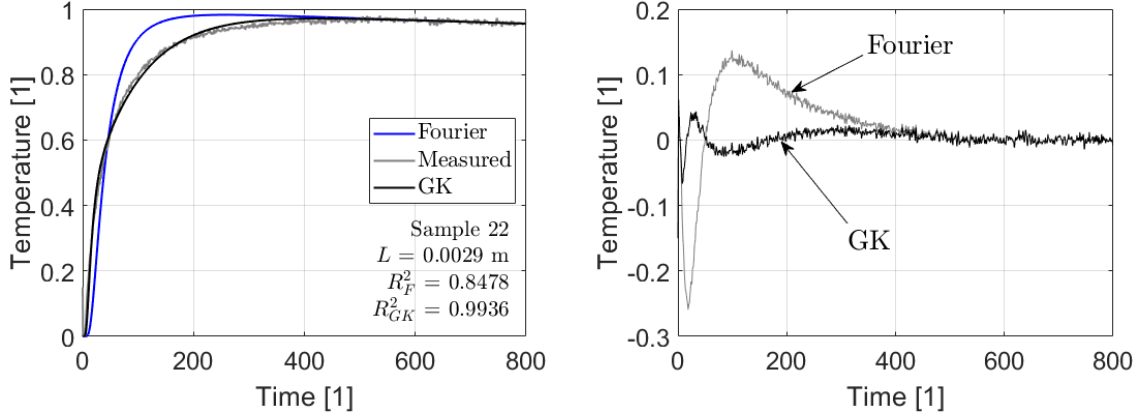 1
0.8
0.6
0.4
0.2
0
0
200
400
600
800
Temperature [1]
Time [1]
Fourier
Measured
GK
Sample 22
L = 0.0029 m
R²_F = 0.8478
R²_GK = 0.9936
0.2
0.1
0
-0.1
-0.2
-0.3
0
200
400
600
800
Temperature [1]
Time [1]
Fourier
GK